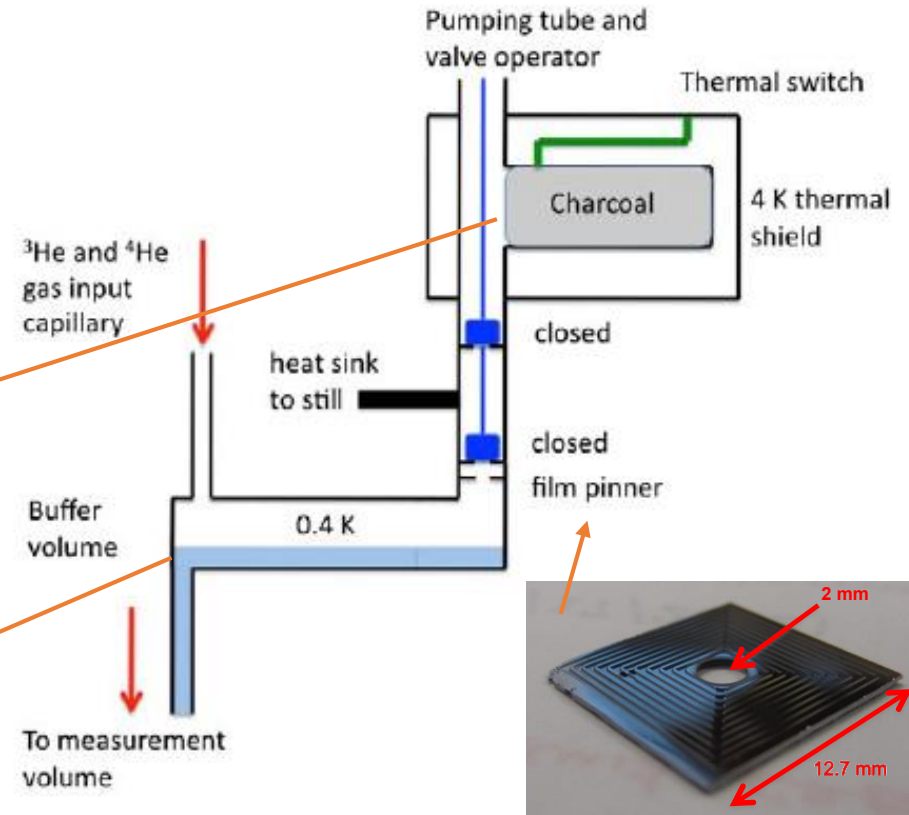 Pumping tube and
valve operator
Thermal switch
Charcoal
4 K thermal
shield
³He and ⁴He
gas input
capillary
closed
heat sink
to still
closed
film pinner
Buffer
volume
0.4 K
2 mm
12.7 mm
To measurement
volume